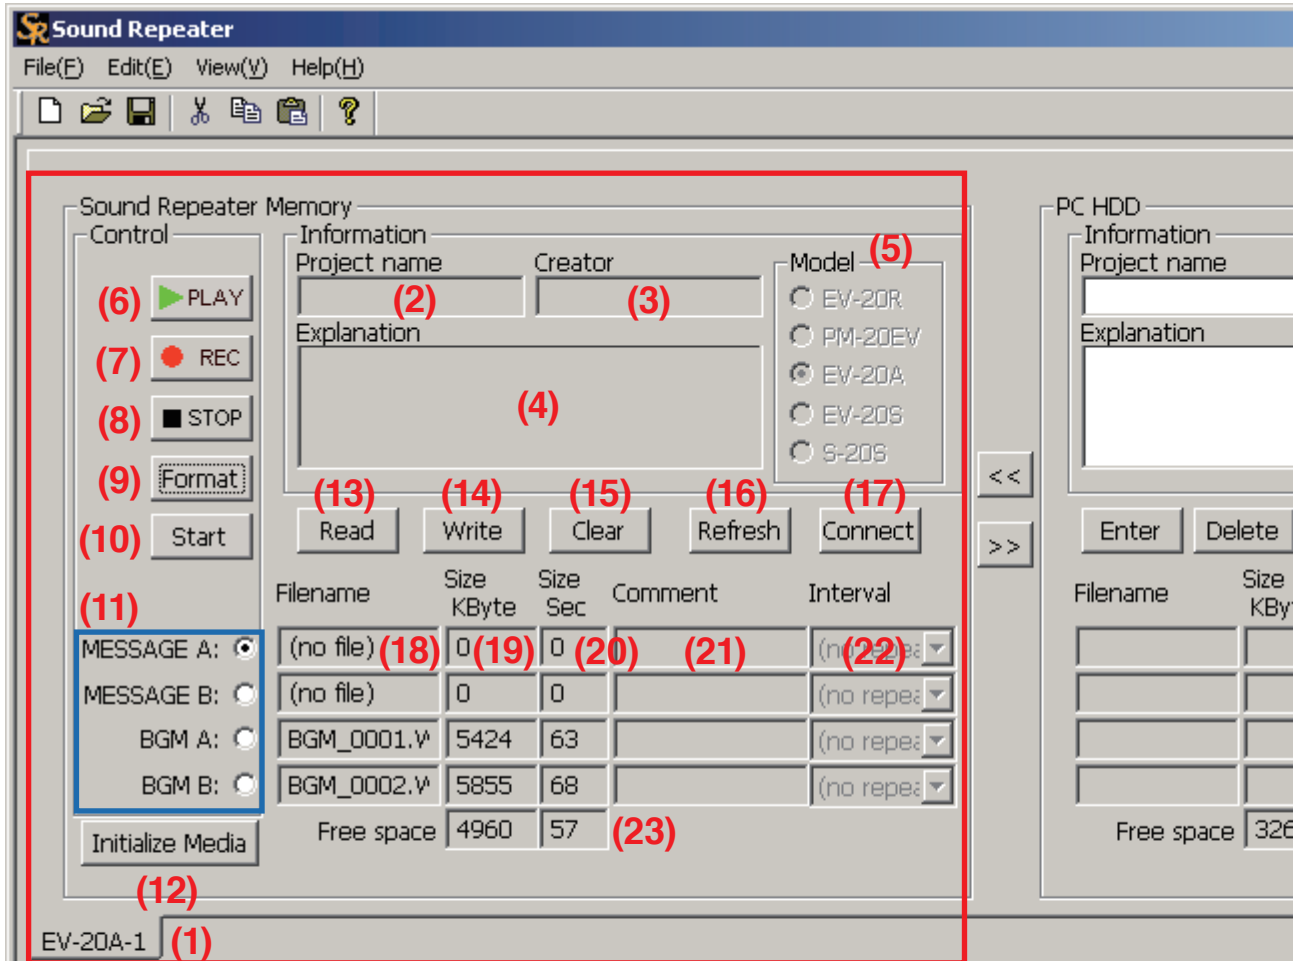 SR Sound Repeater
File(F) Edit(E) View(V) Help(H)
Sound Repeater Memory
PC HDD
Control
Information
Information
Project name
Creator
Model (5)
Project name
(6) PLAY
(2)
(3)
EV-20R
Explanation
PM-20EV
Explanation
(7) REC
EV-20A
(4)
(8) STOP
EV-20S
S-20S
(9) Format
(13)
(14)
(15)
(16)
(17)
<<
(10) Start
Read
Write
Clear
Refresh
Connect
>>
Enter
Delete
(11)
Filename
Size KByte
Size Sec
Comment
Interval
Filename
Size
MESSAGE A:
(no file) (18)
0 (19)
0 (20)
(21)
(22)
MESSAGE B:
(no file)
0
0
(no repea
BGM A:
BGM_0001.W
5424
63
(no repea
BGM B:
BGM_0002.W
5855
68
(no repea
Initialize Media
Free space
4960
57
(23)
Free space
326
(12)
EV-20A-1 (1)